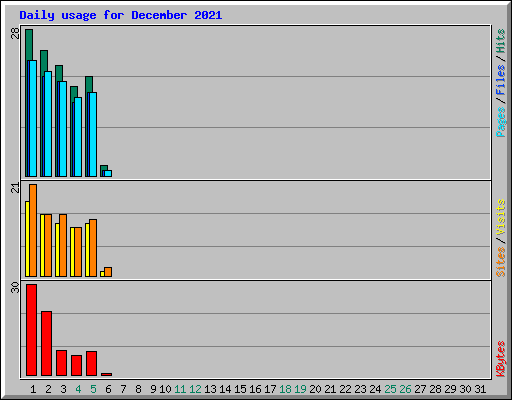 Daily usage for December 2021
28
Pages / Files / Hits
21
Sites / Visits
30
KBytes
1 2 3 4 5 6 7 8 9 10 11 12 13 14 15 16 17 18 19 20 21 22 23 24 25 26 27 28 29 30 31